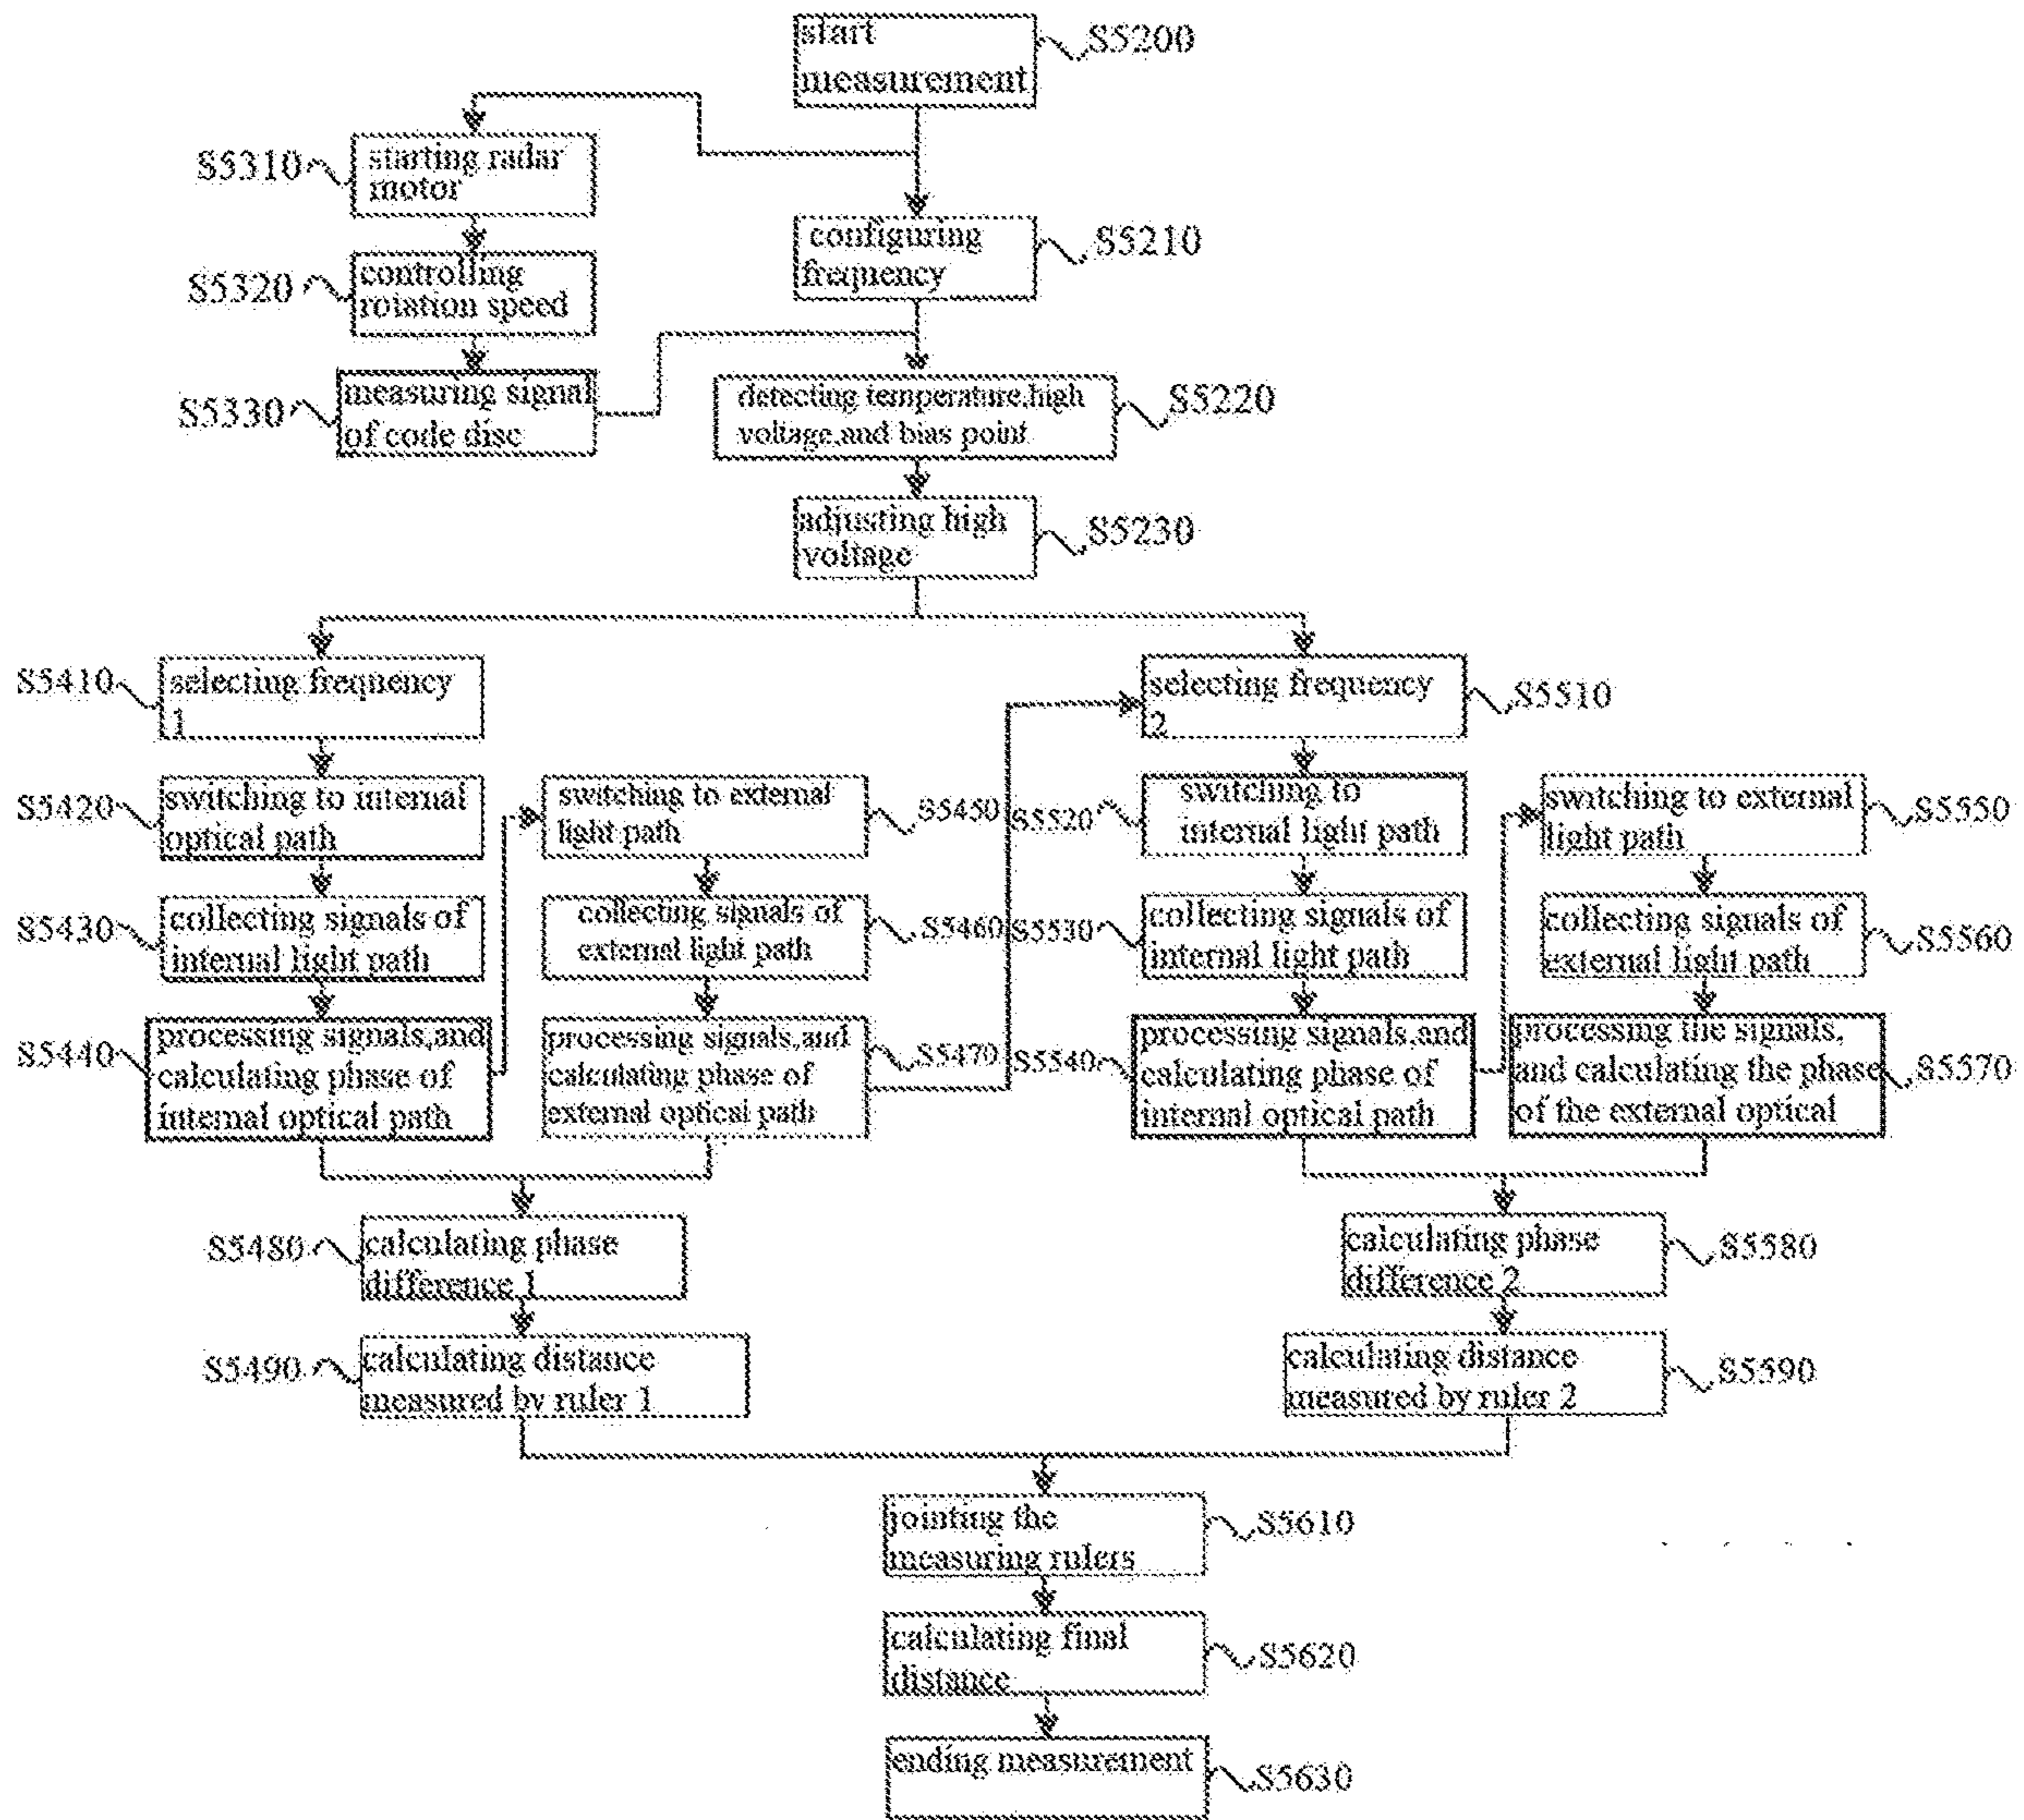 start
measurement
S5200
starting radar
motor
S5310
configuring
frequency
S5210
controlling
rotation speed
S5320
measuring signal
of code disc
S5330
detecting temperature,high
voltage,and bias point
S5220
adjusting high
voltage
S5230
selecting frequency
1
S5410
selecting frequency
2
S5510
switching to internal
optical path
S5420
switching to external
light path
S5450
switching to
internal light path
S5520
switching to external
light path
S5550
collecting signals of
internal light path
S5430
collecting signals of
external light path
S5460
collecting signals of
internal light path
S5530
collecting signals of
external light path
S5560
processing signals,and
calculating phase of
internal optical path
S5440
processing signals,and
calculating phase of
external optical path
S5470
processing signals,and
calculating phase of
internal optical path
S5540
processing the signals,
and calculating the phase
of the external optical
S5570
calculating phase
difference 1
S5480
calculating phase
difference 2
S5580
calculating distance
measured by ruler 1
S5490
calculating distance
measured by ruler 2
S5590
jointing the
measuring rulers
S5610
calculating final
distance
S5620
ending measurement
S5630